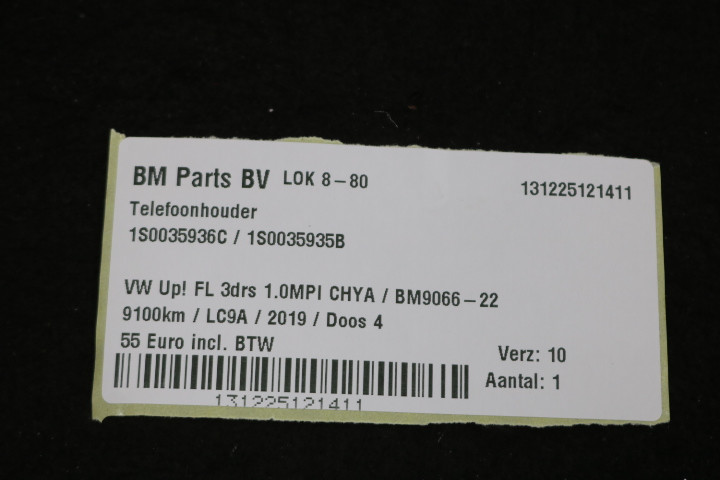 BM Parts BV LOK 8-80 131225121411
Telefoonhouder
1S0035936C / 1S0035935B
VW Up! FL 3drs 1.0MPI CHYA / BM9066-22
9100km / LC9A / 2019 / Doos 4
55 Euro incl. BTW
Verz: 10
Aantal: 1
131225121411